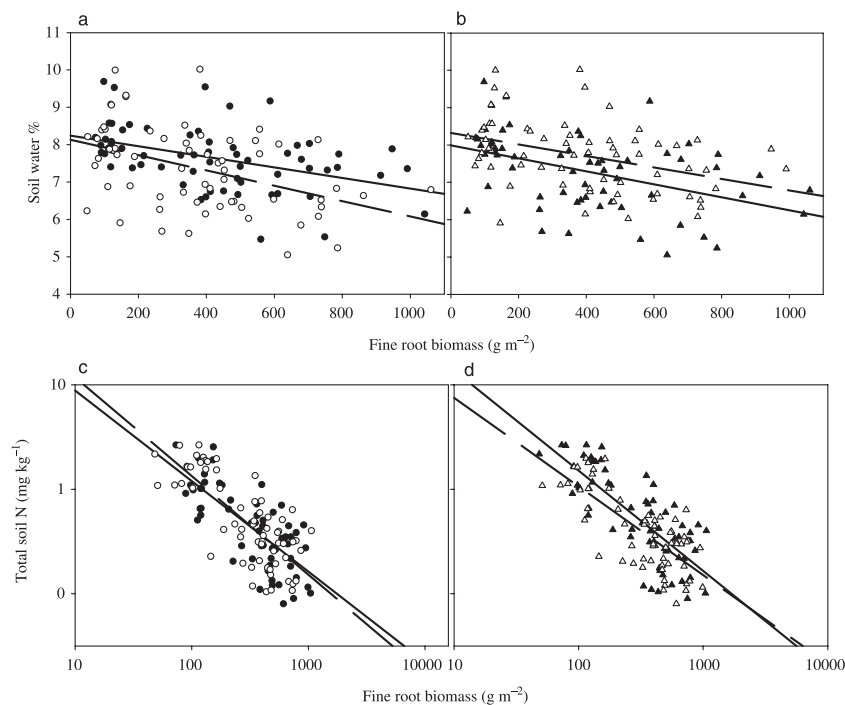 a
b
11
10
9
8
7
6
5
4
Soil water %
0 200 400 600 800 1000
0 200 400 600 800 1000
Fine root biomass (g m⁻²)
c
d
10
1
0
Total soil N (mg kg⁻¹)
10 100 1000 10000
10 100 1000 10000
Fine root biomass (g m⁻²)